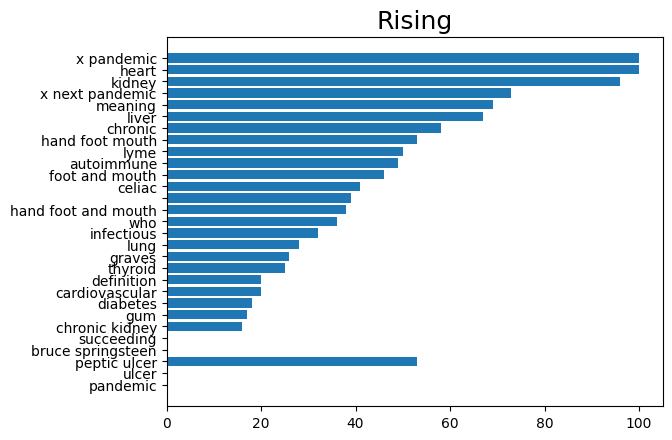 Rising
x pandemic
heart
kidney
x next pandemic
meaning
liver
chronic
hand foot mouth
lyme
autoimmune
foot and mouth
celiac
hand foot and mouth
who
infectious
lung
graves
thyroid
definition
cardiovascular
diabetes
gum
chronic kidney
succeeding
bruce springsteen
peptic ulcer
ulcer
pandemic
0 20 40 60 80 100